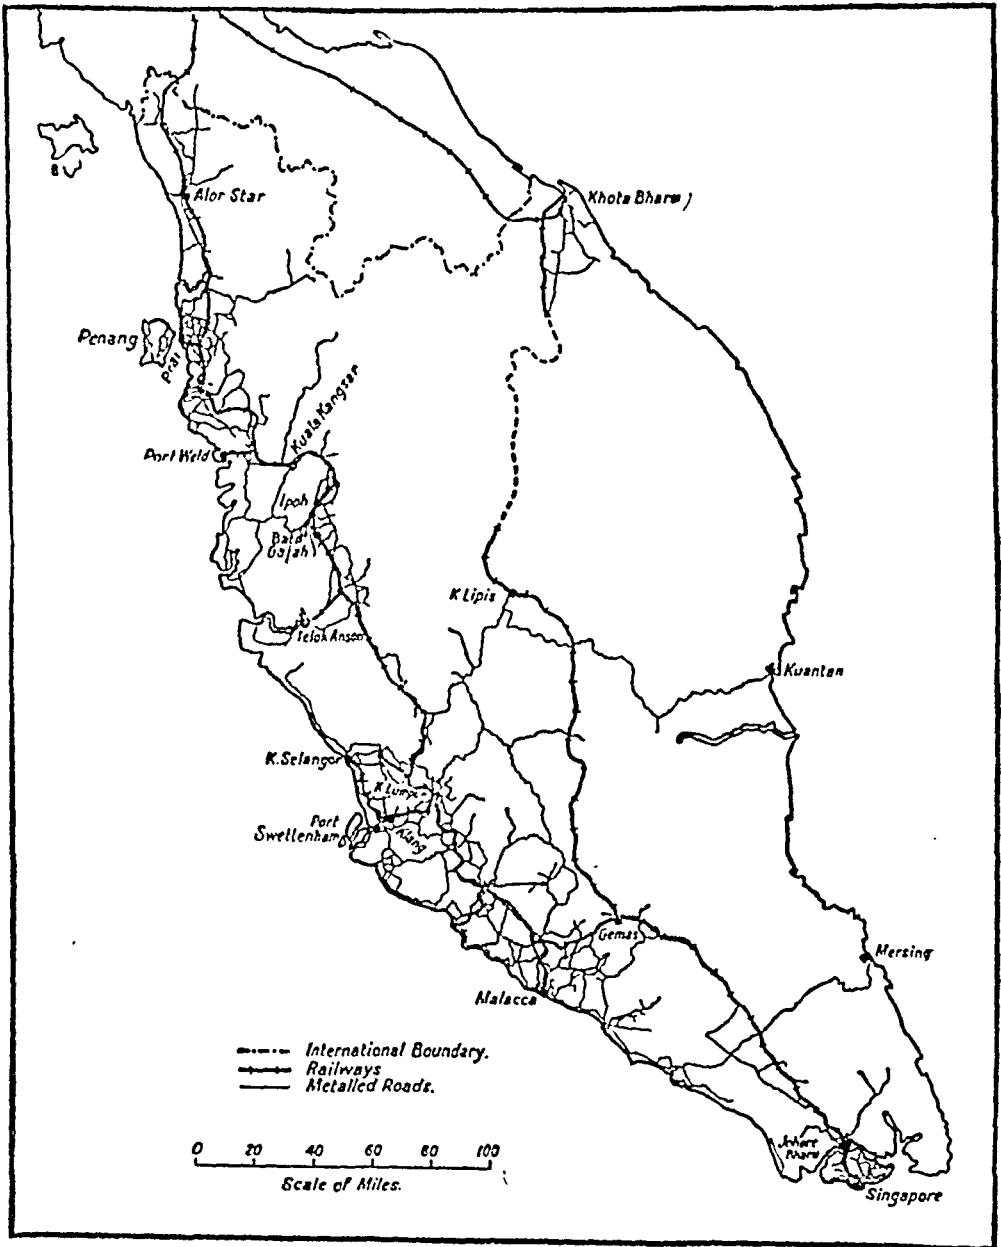 Alor Star
Khota Bharu
Penang
Prai
Kuala Kangsar
Port Weld
Ipoh
Batu
Gajah
K Lipis
Telok Anson
Kuantan
K. Selangor
K Lumpur
Port
Swettenham
Klang
Gemas
Mersing
Malacca
International Boundary.
Railways
Metalled Roads.
0 20 40 60 80 100
Scale of Miles.
Johore
Bharu
Singapore